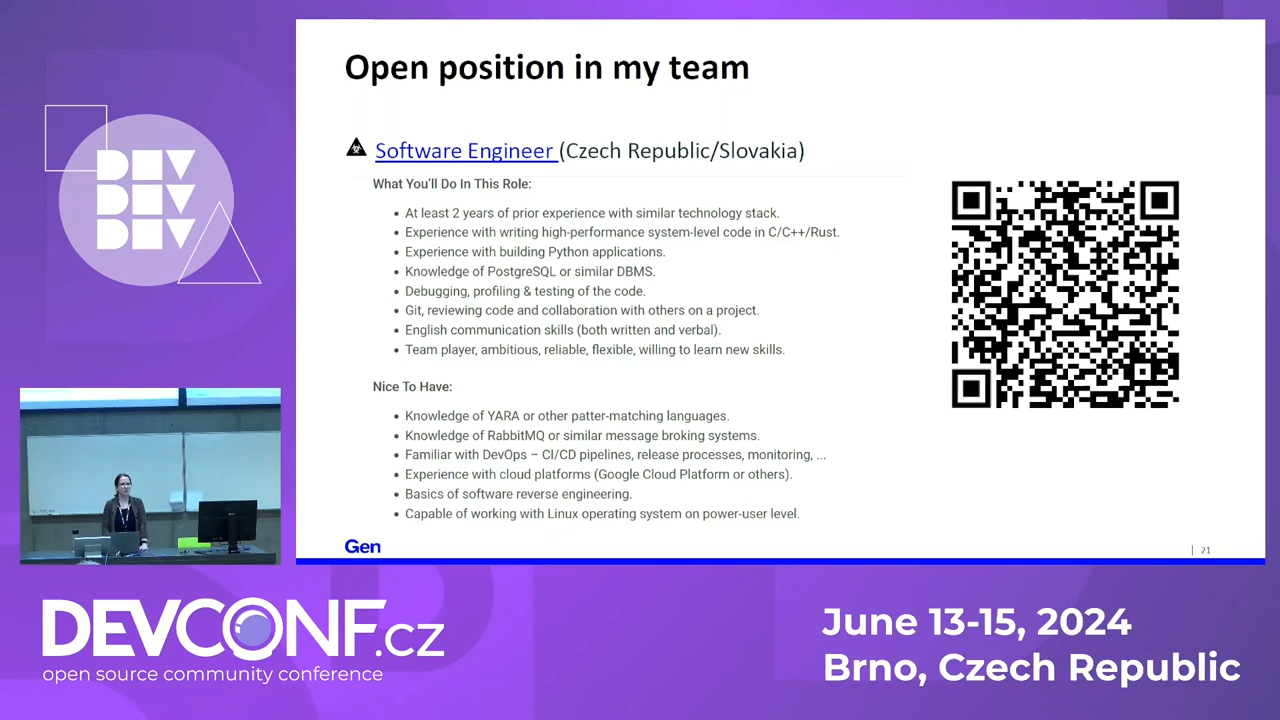 Open position in my team
Software Engineer (Czech Republic/Slovakia)
What You'll Do In This Role:
At least 2 years of prior experience with similar technology stack.
Experience with writing high-performance system-level code in C/C++/Rust.
Experience with building Python applications.
Knowledge of PostgreSQL or similar DBMS.
Debugging, profiling & testing of the code.
Git, reviewing code and collaboration with others on a project.
English communication skills (both written and verbal).
Team player, ambitious, reliable, flexible, willing to learn new skills.
Nice To Have:
Knowledge of YARA or other patter-matching languages.
Knowledge of RabbitMQ or similar message broking systems.
Familiar with DevOps – CI/CD pipelines, release processes, monitoring, ...
Experience with cloud platforms (Google Cloud Platform or others).
Basics of software reverse engineering.
Capable of working with Linux operating system on power-user level.
Gen
| 21
DEV
DEV
DEV
DEVCONF.cz
open source community conference
June 13-15, 2024
Brno, Czech Republic